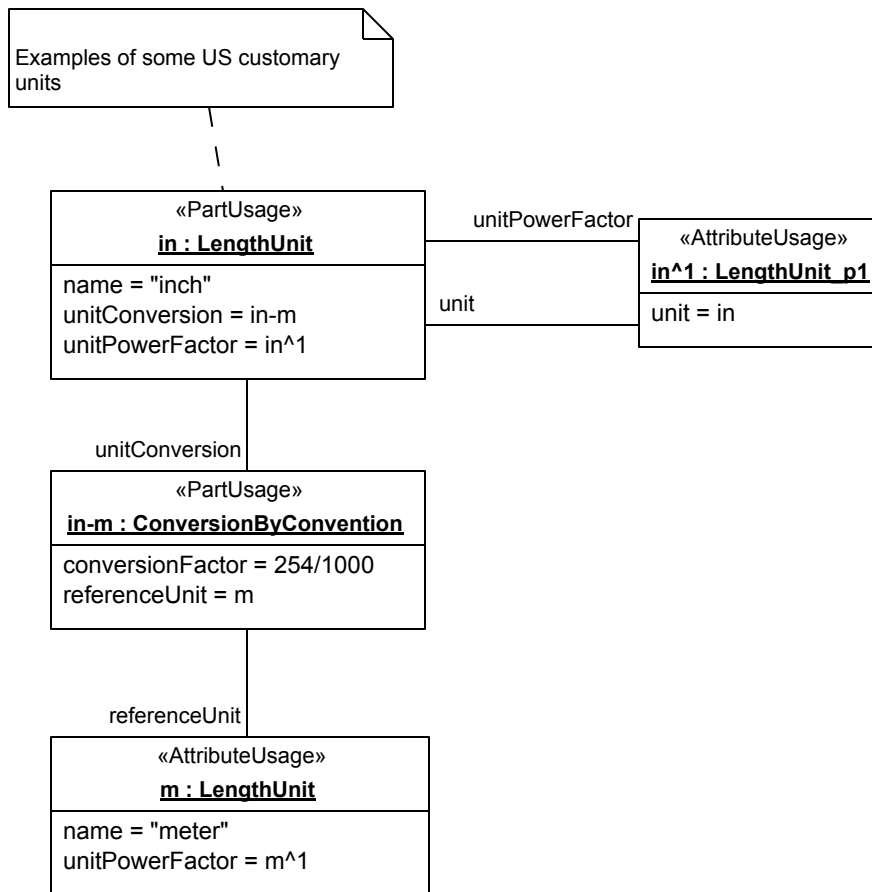 Examples of some US customary
units
«PartUsage»
in : LengthUnit
name = "inch"
unitConversion = in-m
unitPowerFactor = in^1
unitPowerFactor
unit
«AttributeUsage»
in^1 : LengthUnit_p1
unit = in
unitConversion
«PartUsage»
in-m : ConversionByConvention
conversionFactor = 254/1000
referenceUnit = m
referenceUnit
«AttributeUsage»
m : LengthUnit
name = "meter"
unitPowerFactor = m^1